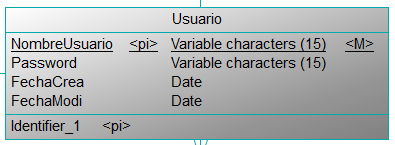 Usuario
NombreUsuario <pi> Variable characters (15) <M>
Password Variable characters (15)
FechaCrea Date
FechaModi Date
Identifier_1 <pi>